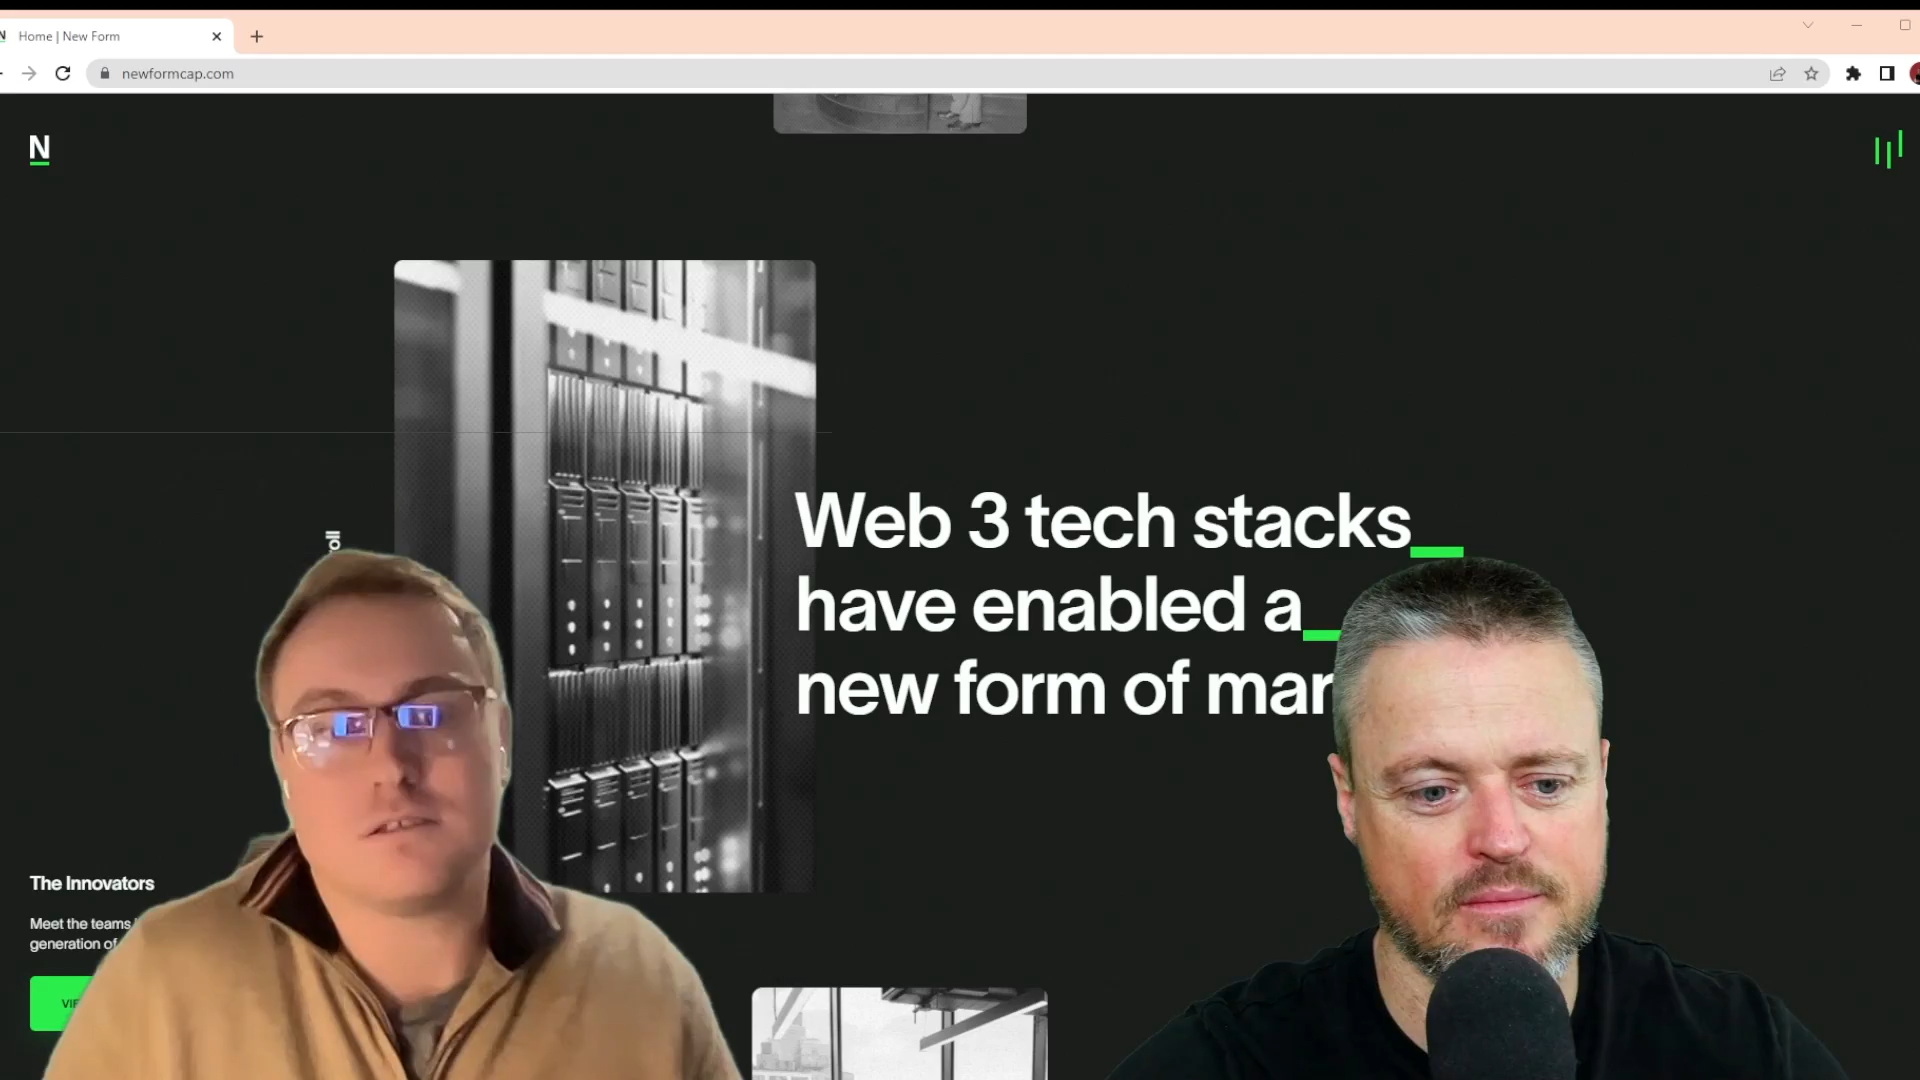 Home | New Form
newformcap.com
N
Web 3 tech stacks_
have enabled a_
new form of mar
The Innovators
Meet the teams
generation of